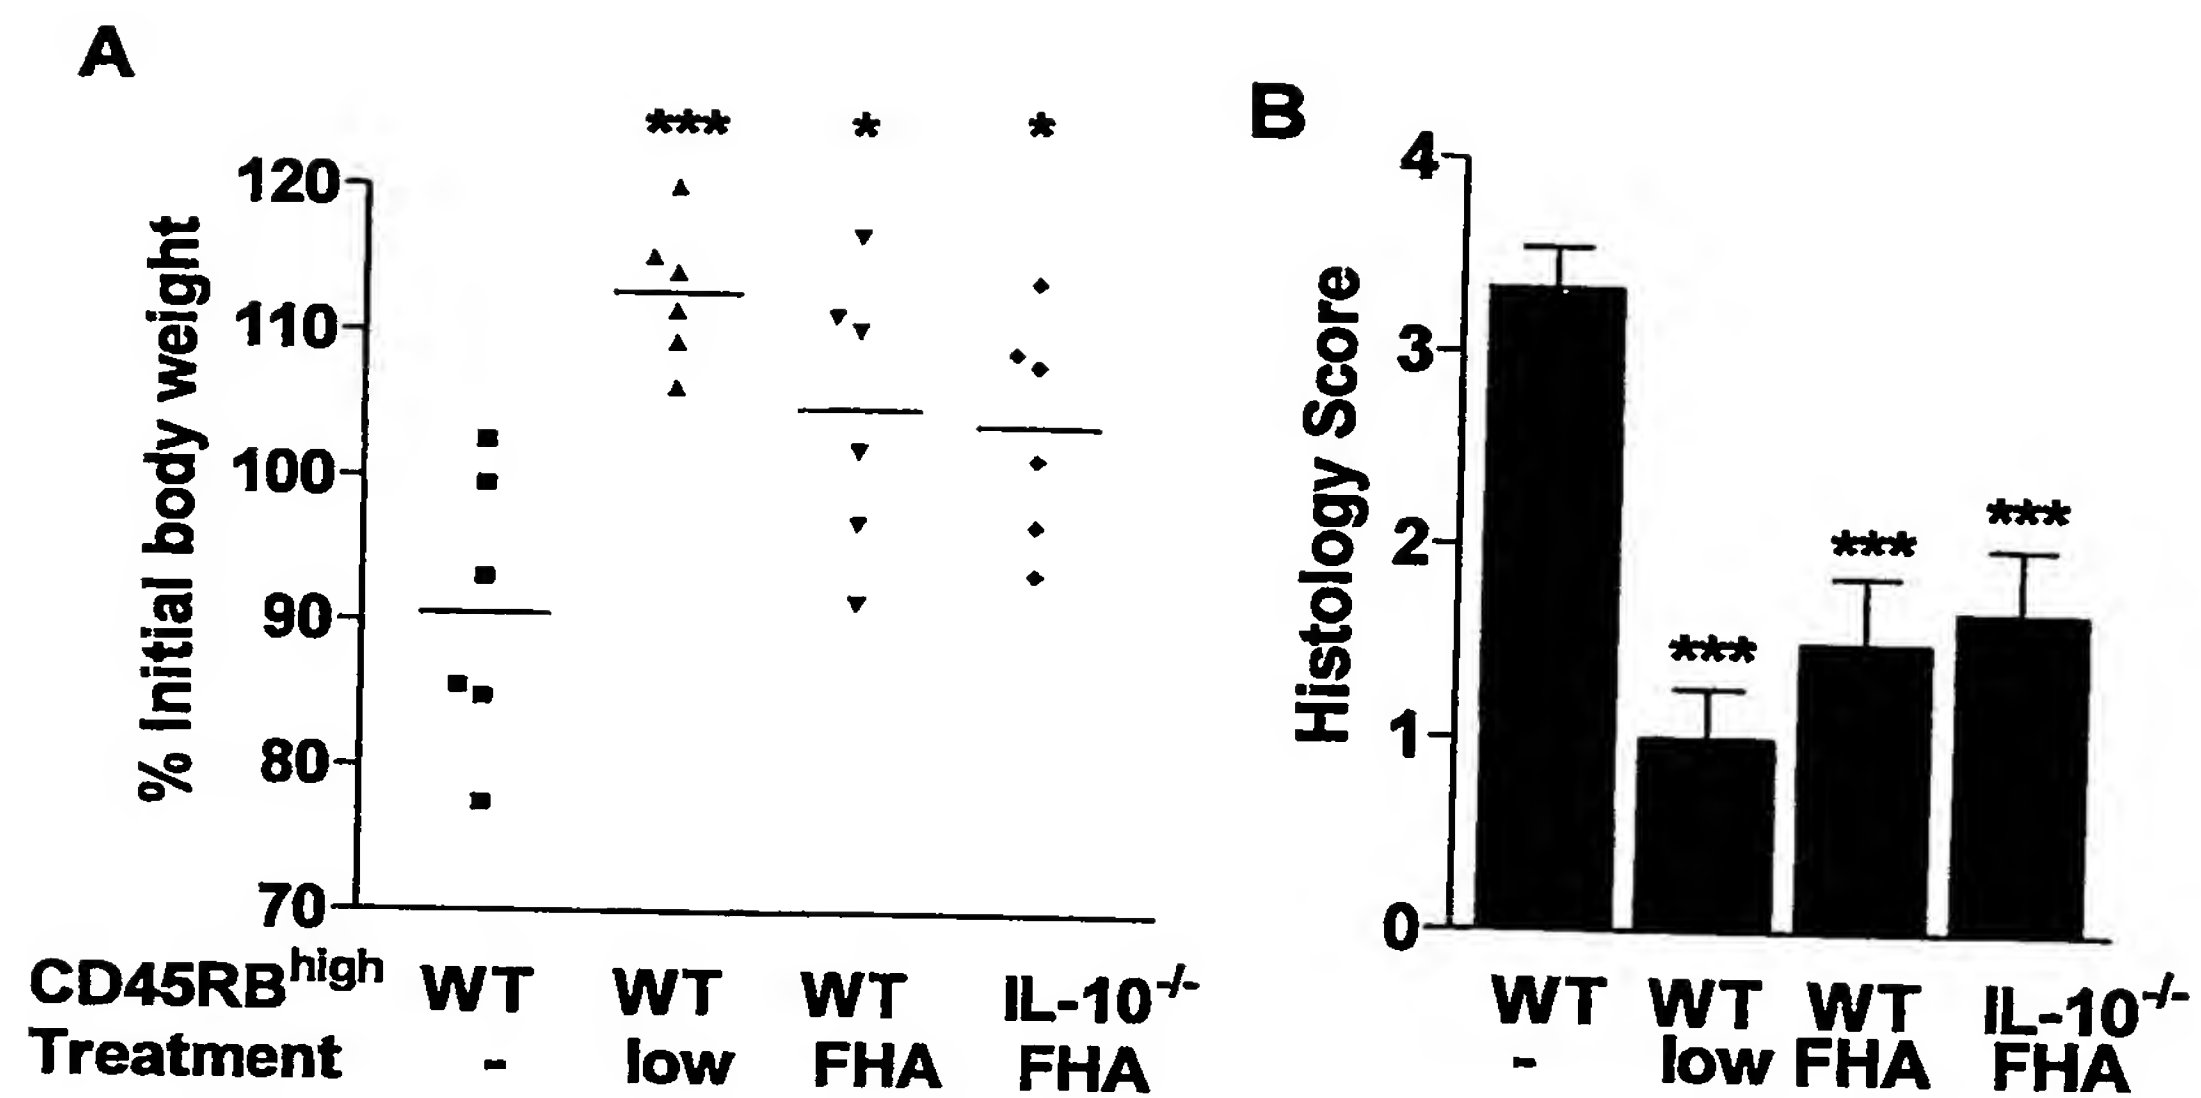 A
*** * *
120
110
100
90
80
70
% Initial body weight
CD45RBhigh WT WT WT IL-10-/-
Treatment - low FHA FHA
B
4
3
2
1
0
Histology Score
*** *** ***
WT WT WT IL-10-/-
- low FHA FHA